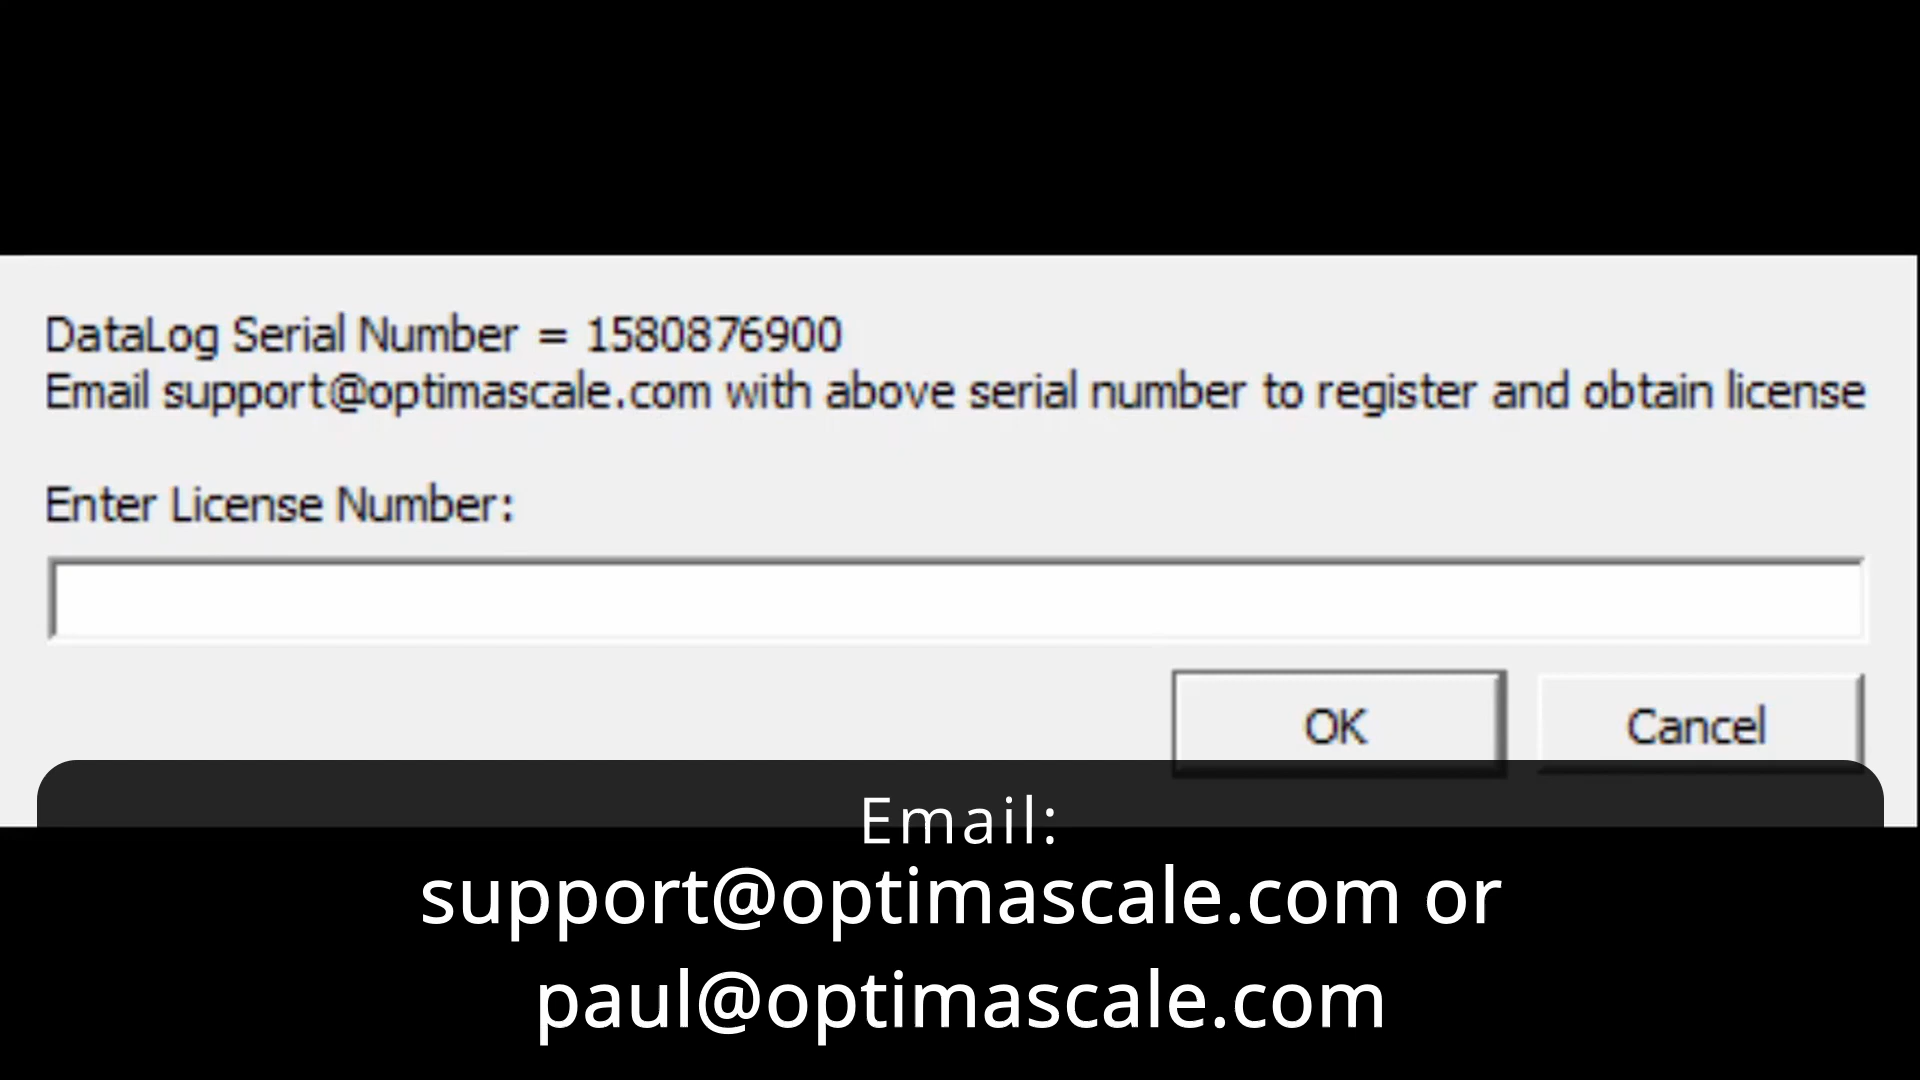 DataLog Serial Number = 1580876900
Email support@optimascale.com with above serial number to register and obtain license
Enter License Number:
OK Cancel
Email:
support@optimascale.com or
paul@optimascale.com